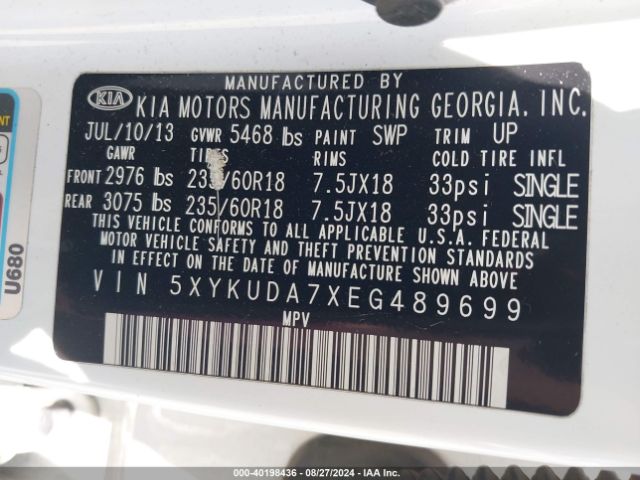 MANUFACTURED BY
KIA KIA MOTORS MANUFACTURING GEORGIA, INC.
JUL/10/13 GVWR 5468 lbs PAINT SWP TRIM UP
GAWR TIRES RIMS COLD TIRE INFL
FRONT 2976 lbs 235/60R18 7.5JX18 33psi SINGLE
REAR 3075 lbs 235/60R18 7.5JX18 33psi SINGLE
THIS VEHICLE CONFORMS TO ALL APPLICABLE U.S.A. FEDERAL
MOTOR VEHICLE SAFETY AND THEFT PREVENTION STANDARDS
IN EFFECT ON THE DATE OF MANUFACTURE SHOWN ABOVE
VIN 5XYKUDA7XEG489699
MPV
U680
000-40198436 - 08/27/2024 - IAA Inc.